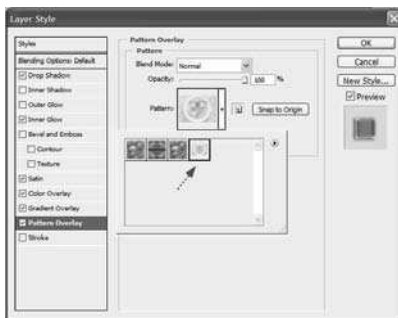 Layer Style
Styles
Blending Options: Default
Drop Shadow
Inner Shadow
Outer Glow
Inner Glow
Bevel and Emboss
Contour
Texture
Satin
Color Overlay
Gradient Overlay
Pattern Overlay
Stroke
Pattern Overlay
Pattern
Blend Mode: Normal
Opacity: 100 %
Pattern:
Snap to Origin
OK
Cancel
New Style...
Preview